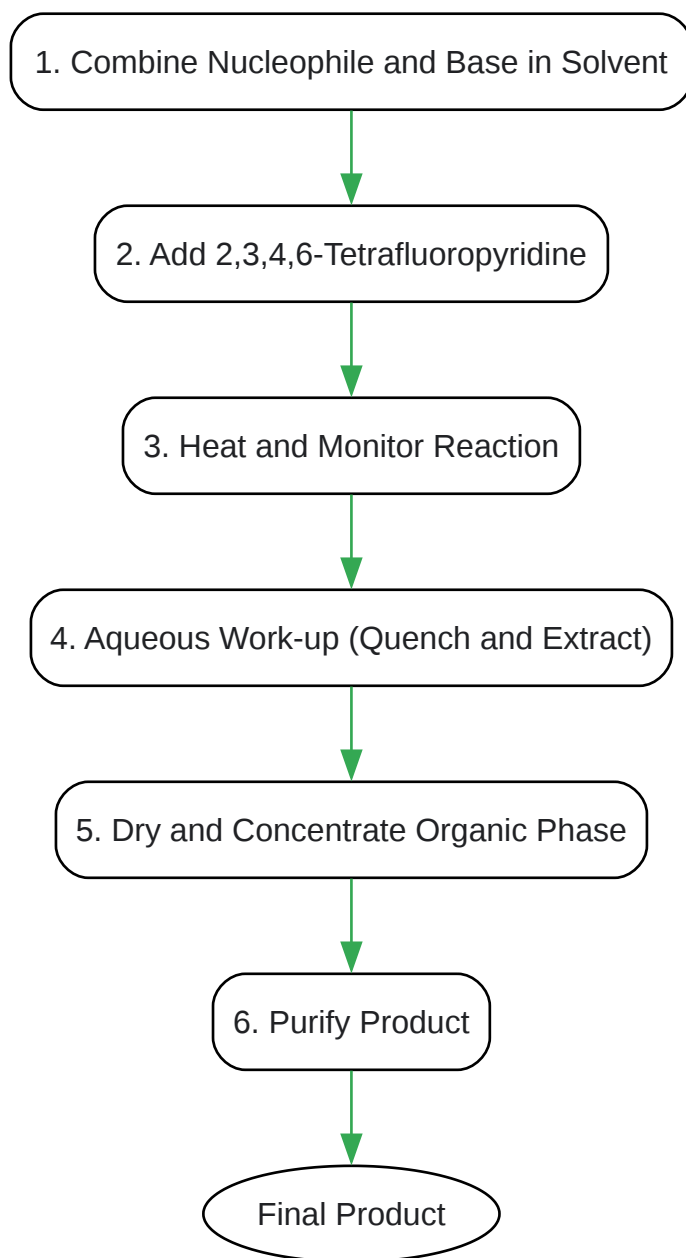 1. Combine Nucleophile and Base in Solvent
2. Add 2,3,4,6-Tetrafluoropyridine
3. Heat and Monitor Reaction
4. Aqueous Work-up (Quench and Extract)
5. Dry and Concentrate Organic Phase
6. Purify Product
Final Product